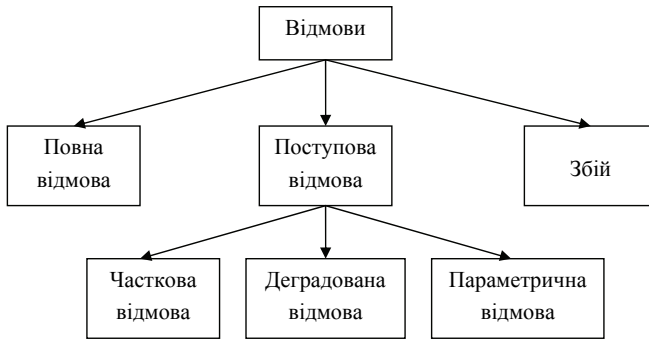 Відмови
Повна
відмова
Поступова
відмова
Збій
Часткова
відмова
Деградована
відмова
Параметрична
відмова